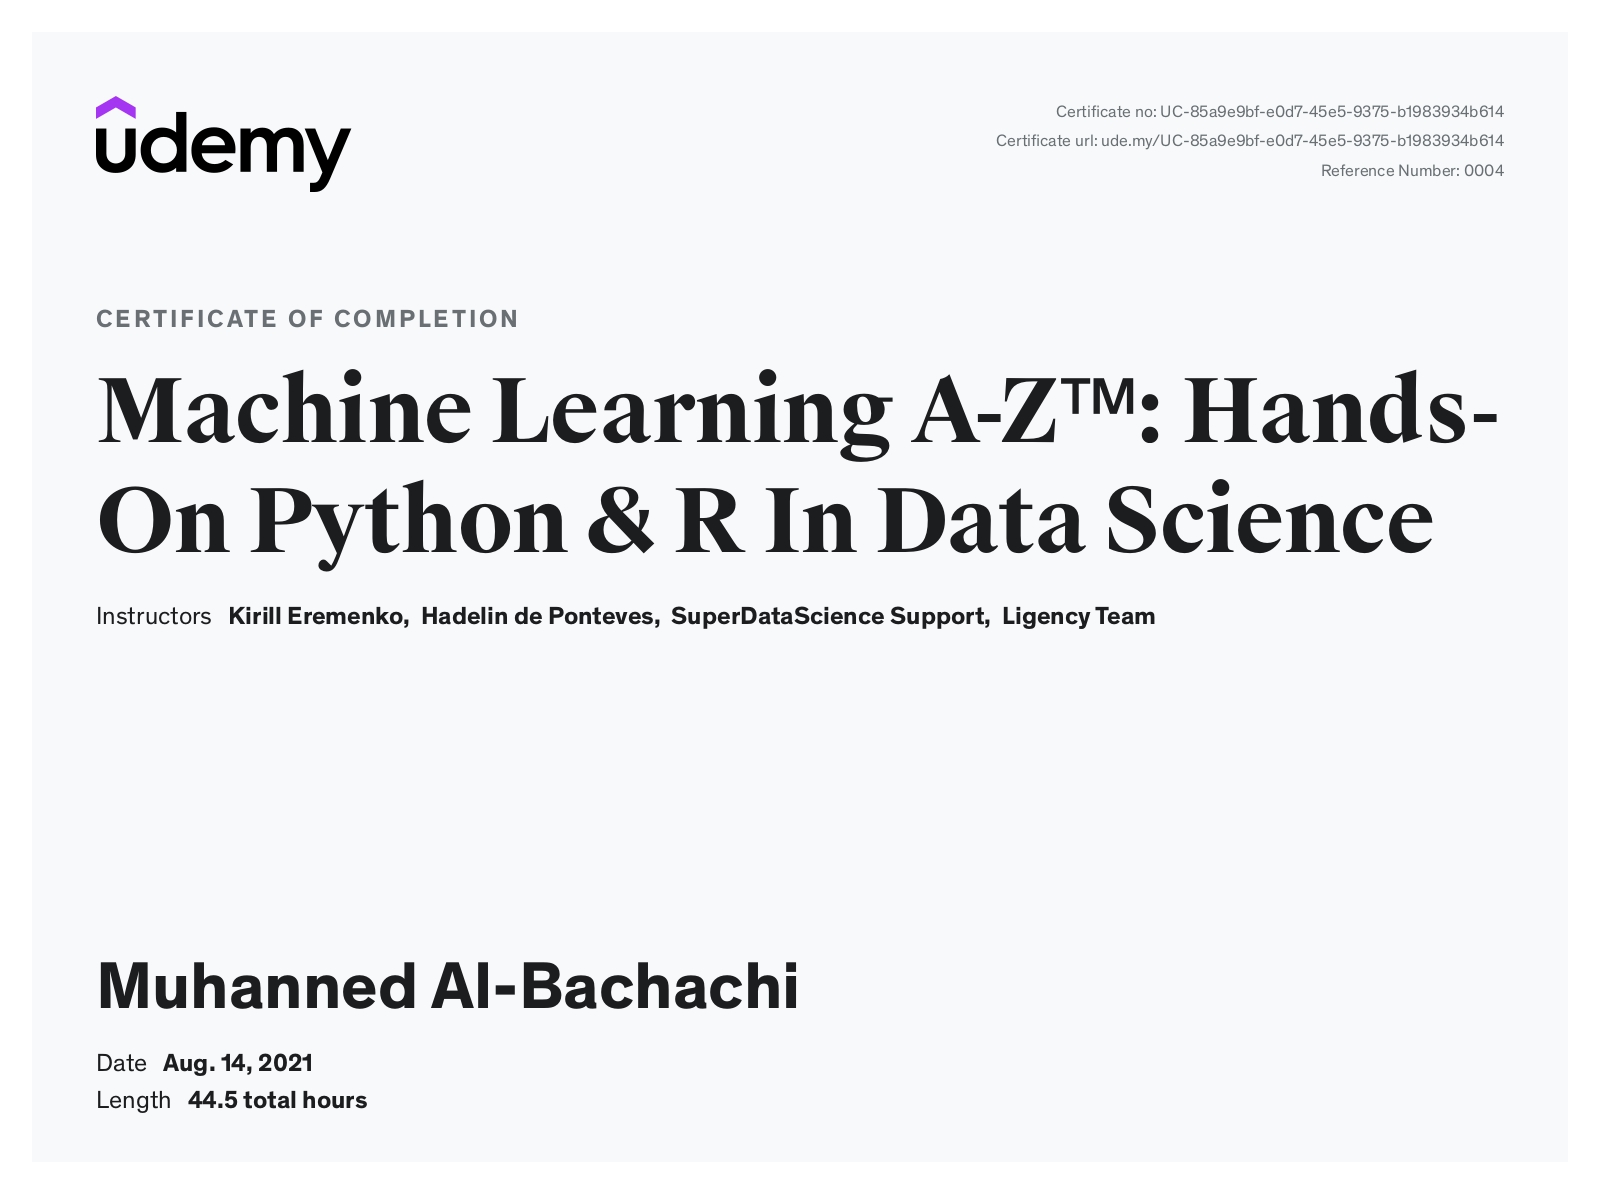 udemy
Certificate no: UC-85a9e9bf-e0d7-45e5-9375-b1983934b614
Certificate url: ude.my/UC-85a9e9bf-e0d7-45e5-9375-b1983934b614
Reference Number: 0004
CERTIFICATE OF COMPLETION
Machine Learning A-Z™: Hands-
On Python & R In Data Science
Instructors Kirill Eremenko, Hadelin de Ponteves, SuperDataScience Support, Ligency Team
Muhanned Al-Bachachi
Date Aug. 14, 2021
Length 44.5 total hours